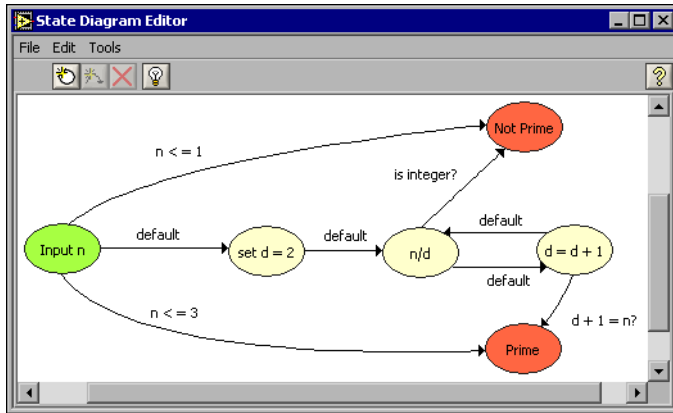 State Diagram Editor
File Edit Tools
Not Prime
n < = 1
is integer?
default
default
default
Input n
set d = 2
n/d
d = d + 1
default
n < = 3
d + 1 = n?
Prime